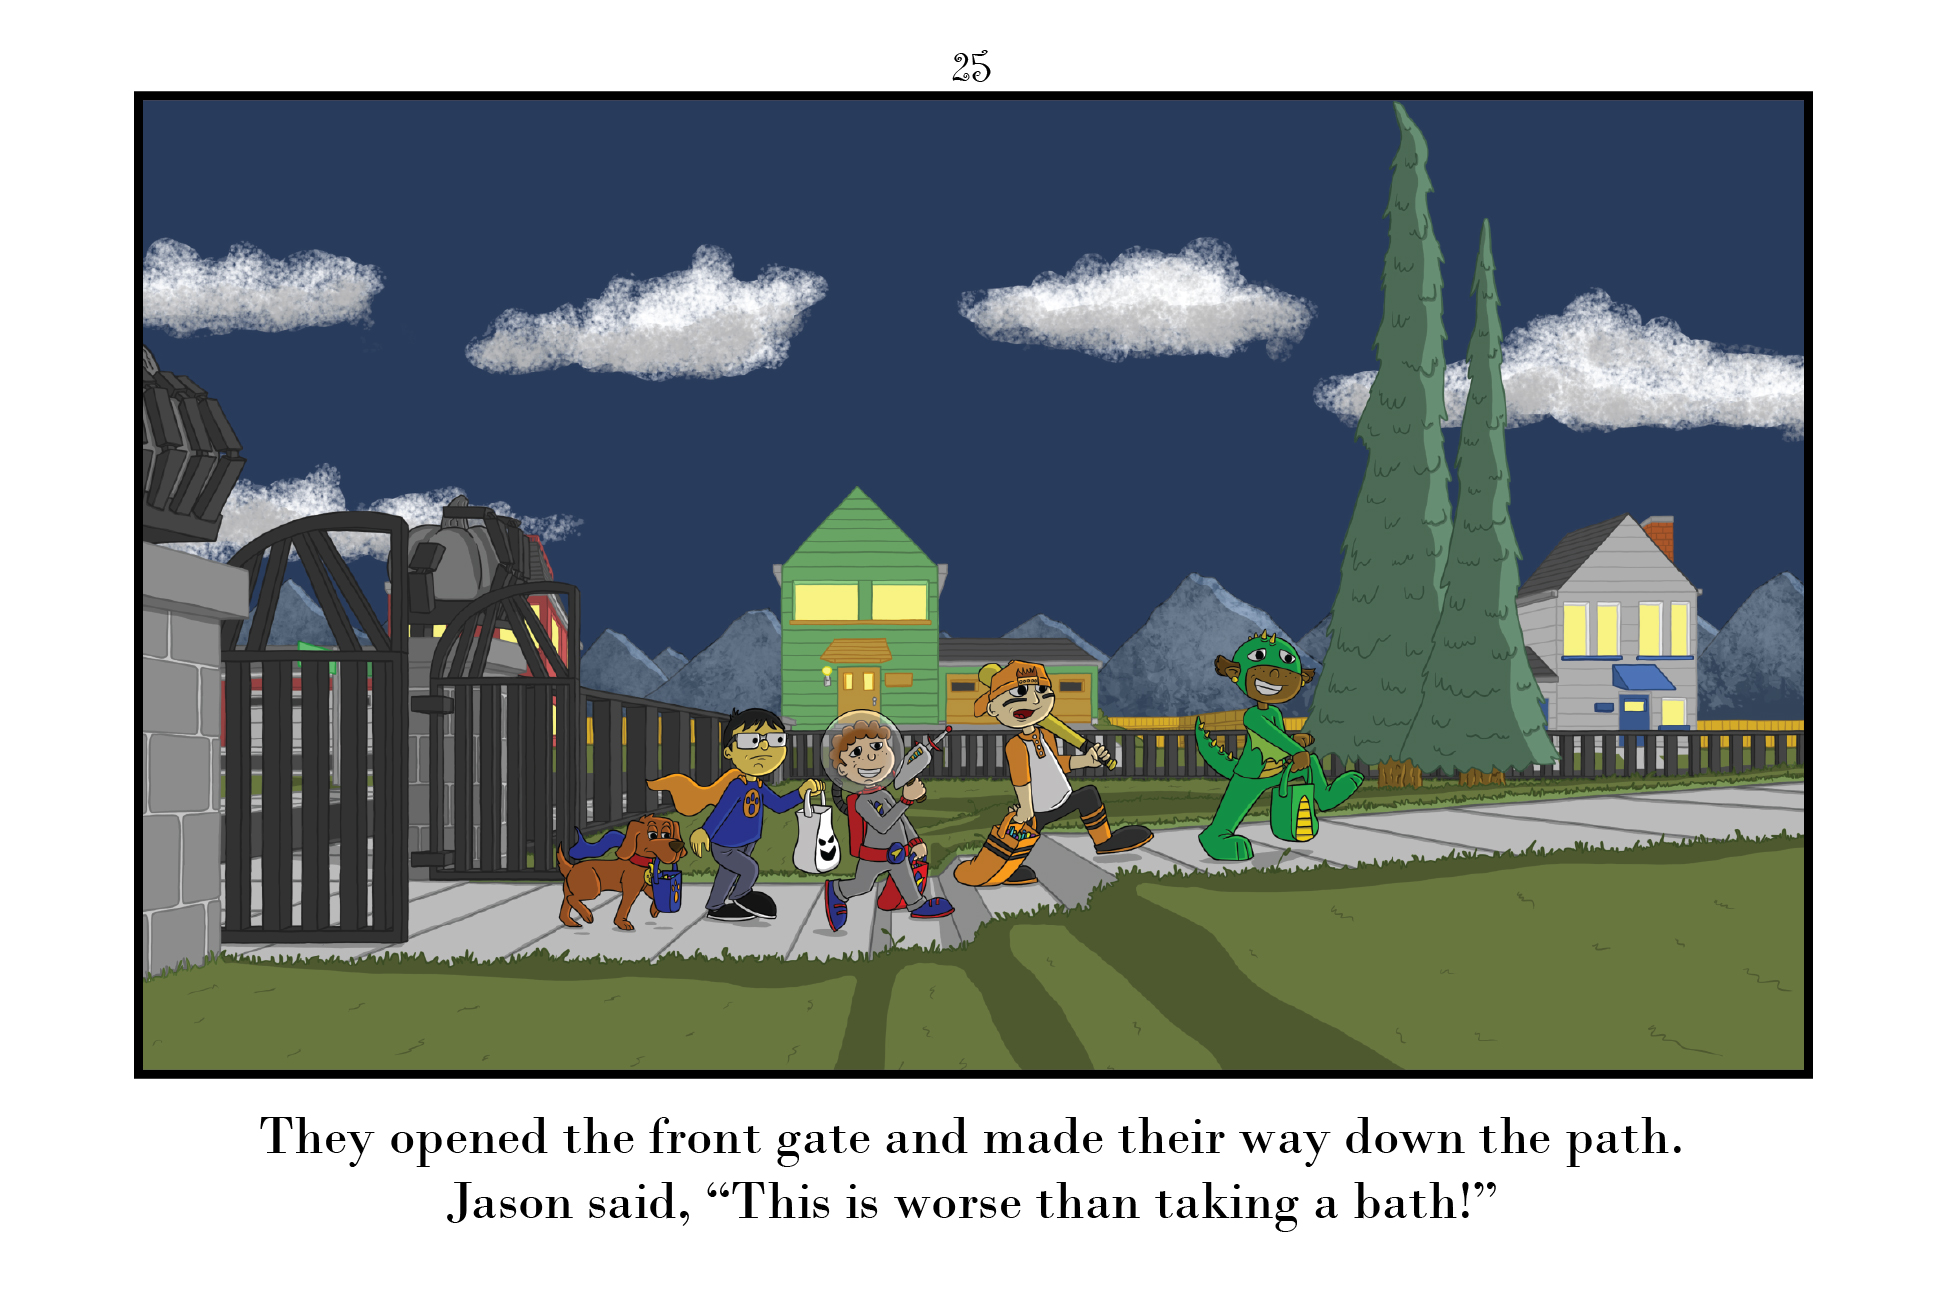 25
They opened the front gate and made their way down the path.
Jason said, “This is worse than taking a bath!”